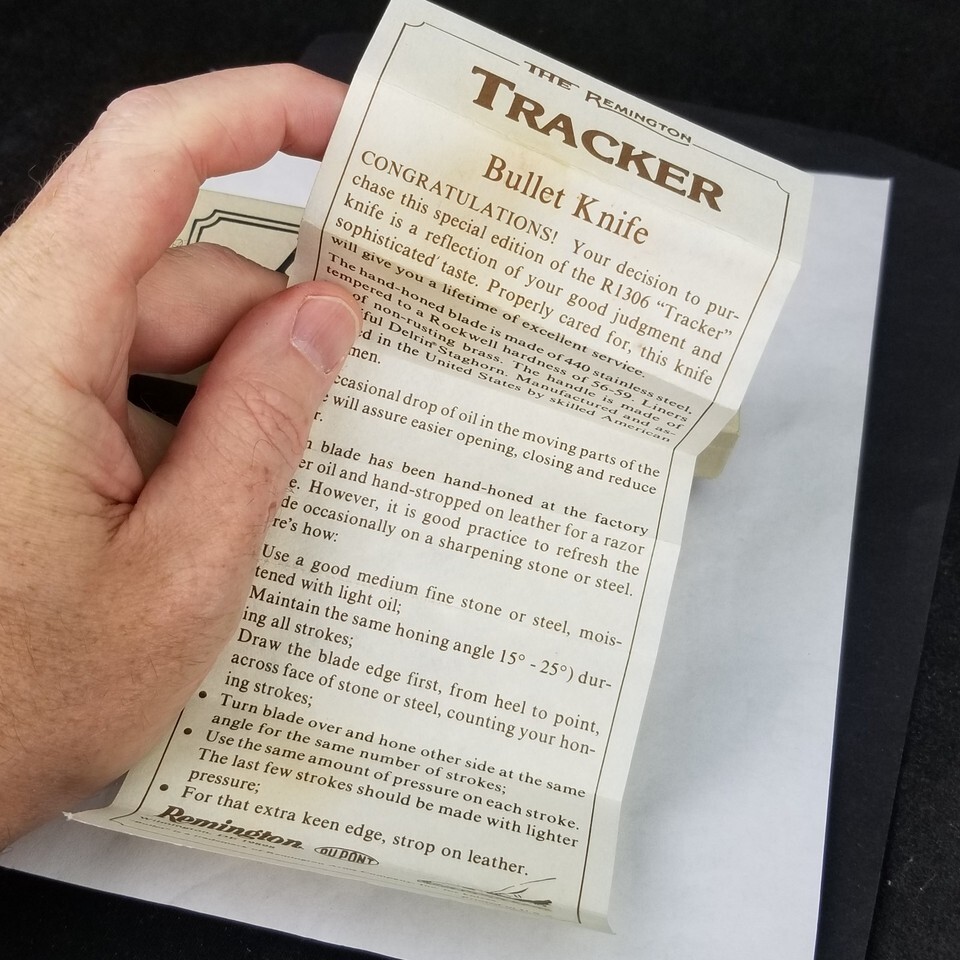 THE REMINGTON
TRACKER
Bullet Knife
CONGRATULATIONS! Your decision to pur-
chase this special edition of the R1306 “Tracker”
knife is a reflection of your good judgment and
sophisticated taste. Properly cared for, this knife
will give you a lifetime of excellent service.
The hand-honed blade is made of 440 stainless steel,
tempered to a Rockwell hardness of 56-59. Liners
of non-rusting brass. The handle is made of
ful Delrin® Staghorn. Manufactured and as-
d in the United States by skilled American
men.
ccasional drop of oil in the moving parts of the
will assure easier opening, closing and reduce
r.
blade has been hand-honed at the factory
er oil and hand-stropped on leather for a razor
e. However, it is good practice to refresh the
de occasionally on a sharpening stone or steel.
re's how:
Use a good medium fine stone or steel, mois-
tened with light oil;
Maintain the same honing angle 15° - 25°) dur-
ing all strokes;
Draw the blade edge first, from heel to point,
across face of stone or steel, counting your hon-
ing strokes;
• Turn blade over and hone other side at the same
angle for the same number of strokes;
• Use the same amount of pressure on each stroke.
The last few strokes should be made with lighter
pressure;
• For that extra keen edge, strop on leather.
Remington®
DU PONT